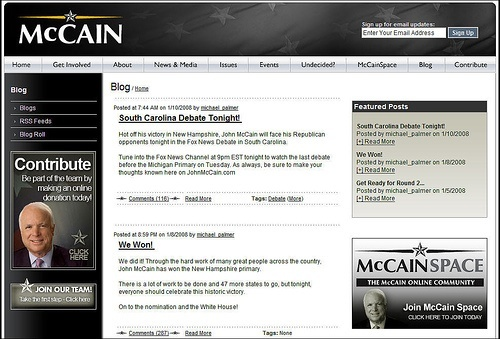 McCAIN
Sign up for email updates:
Enter Your Email Address
Sign Up
Home
Get Involved
About
News & Media
Issues
Events
Undecided?
McCainSpace
Blog
Contribute
Blog
Blogs
RSS Feeds
Blog Roll
Contribute
Be part of the team by
making an online
donation today!
CLICK
HERE
JOIN OUR TEAM!
Take the first step - Click here
Blog / Home
Posted at 7:44 AM on 1/10/2008 by michael_palmer
South Carolina Debate Tonight!
Hot off his victory in New Hampshire, John McCain will face his Republican
opponents tonight in the Fox News Debate in South Carolina.
Tune into the Fox News Channel at 9pm EST tonight to watch the last debate
before the Michigan Primary on Tuesday. As always, be sure to make your
thoughts known here on JohnMcCain.com
Comments (116)
Read More
Tags: Debate (More)
Posted at 8:59 PM on 1/8/2008 by michael_palmer
We Won!
We did it! Through the hard work of many great people across the country,
John McCain has won the New Hampshire primary.
There is a lot of work to be done and 47 more states to go, but tonight,
everyone should celebrate this historic victory.
On to the nomination and the White House!
Comments (287)
Read More
Tags: None
Featured Posts
South Carolina Debate Tonight!
Posted by michael_palmer on 1/10/2008
[+] Read More
We Won!
Posted by michael_palmer on 1/8/2008
[+] Read More
Get Ready for Round 2...
Posted by michael_palmer on 1/5/2008
[+] Read More
McCAINSPACE
THE McCAIN ONLINE COMMUNITY
Join McCain Space
CLICK HERE TO JOIN TODAY